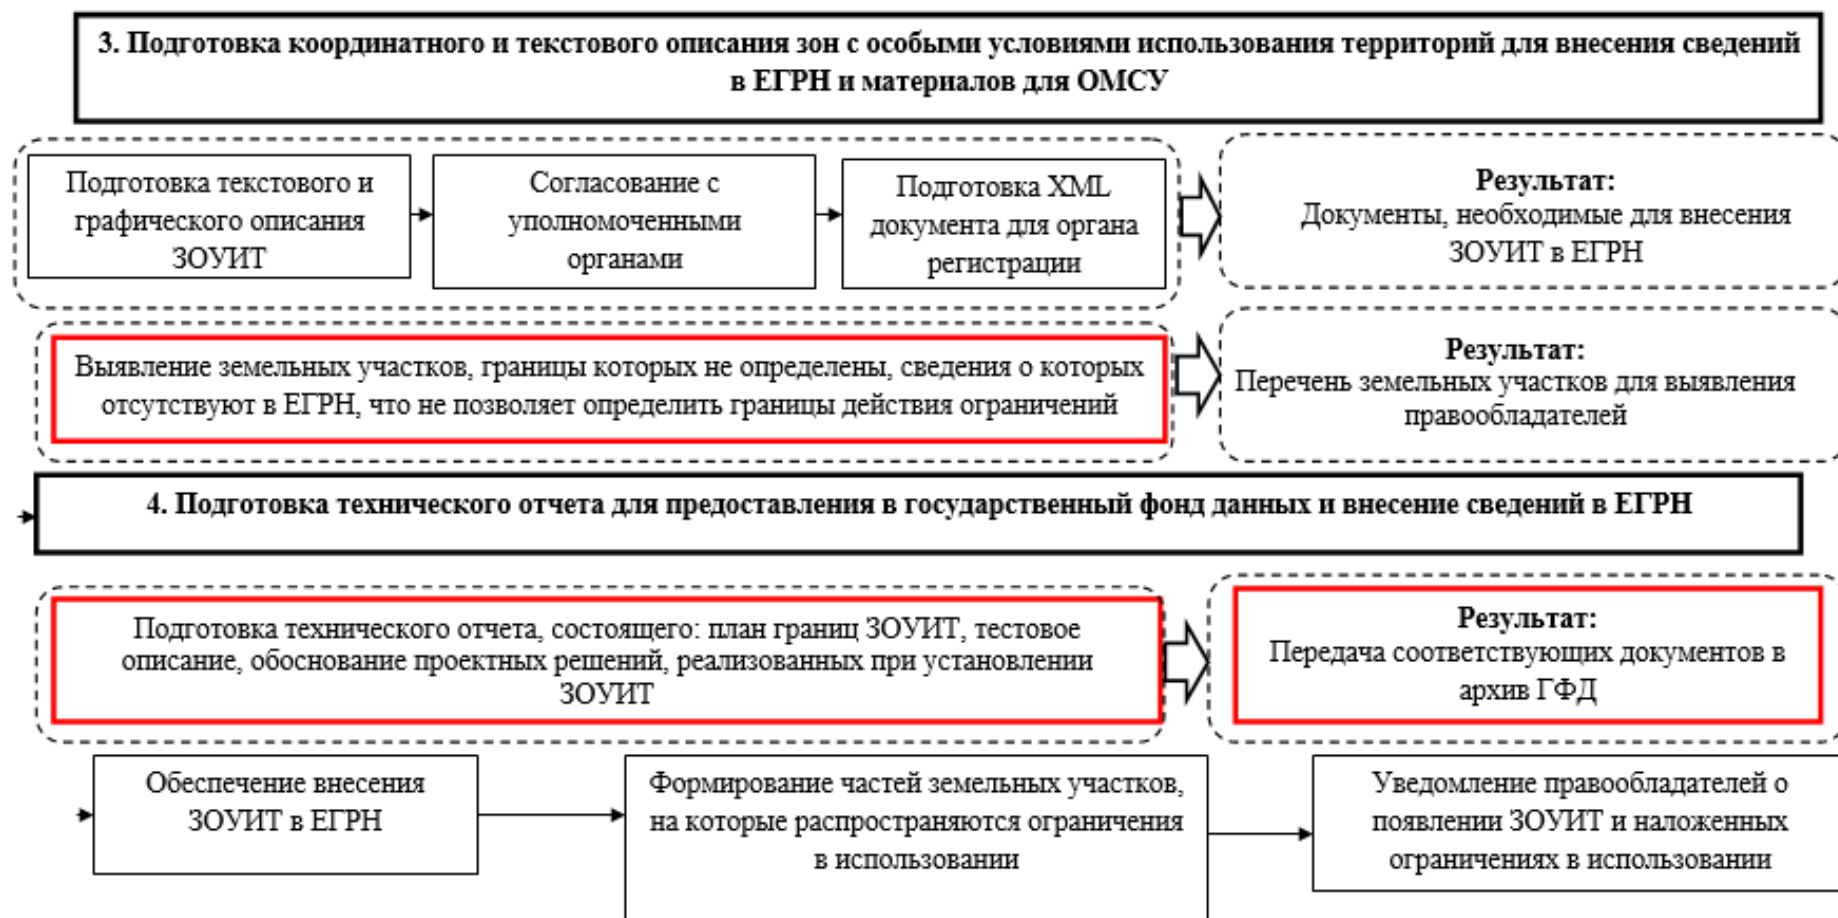 3. Подготовка координатного и текстового описания зон с особыми условиями использования территорий для внесения сведений
в ЕГРН и материалов для ОМСУ
Подготовка текстового и
графического описания
ЗОУИТ
Согласование с
уполномоченными
органами
Подготовка XML
документа для органа
регистрации
Результат:
Документы, необходимые для внесения
ЗОУИТ в ЕГРН
Выявление земельных участков, границы которых не определены, сведения о которых
отсутствуют в ЕГРН, что не позволяет определить границы действия ограничений
Результат:
Перечень земельных участков для выявления
правообладателей
4. Подготовка технического отчета для предоставления в государственный фонд данных и внесение сведений в ЕГРН
Подготовка технического отчета, состоящего: план границ ЗОУИТ, тестовое
описание, обоснование проектных решений, реализованных при установлении
ЗОУИТ
Результат:
Передача соответствующих документов в
архив ГФД
Обеспечение внесения
ЗОУИТ в ЕГРН
Формирование частей земельных участков,
на которые распространяются ограничения
в использовании
Уведомление правообладателей о
появлении ЗОУИТ и наложенных
ограничениях в использовании